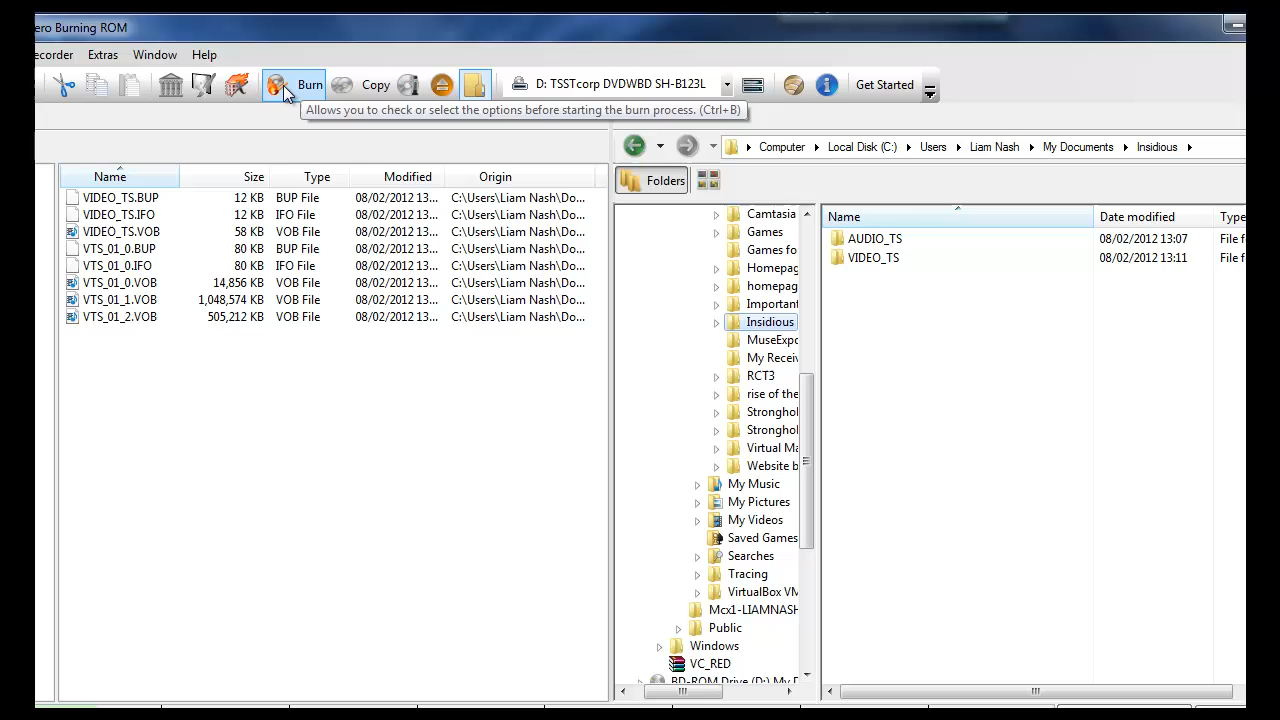 ero Burning ROM
ecorder Extras Window Help
Burn Copy D: TSSTcorp DVDWBD SH-B123L Get Started
Allows you to check or select the options before starting the burn process. (Ctrl+B)
Computer Local Disk (C:) Users Liam Nash My Documents Insidious
Folders
Name Size Type Modified Origin
VIDEO_TS.BUP 12 KB BUP File 08/02/2012 13... C:\Users\Liam Nash\Do...
VIDEO_TS.IFO 12 KB IFO File 08/02/2012 13... C:\Users\Liam Nash\Do...
VIDEO_TS.VOB 58 KB VOB File 08/02/2012 13... C:\Users\Liam Nash\Do...
VTS_01_0.BUP 80 KB BUP File 08/02/2012 13... C:\Users\Liam Nash\Do...
VTS_01_0.IFO 80 KB IFO File 08/02/2012 13... C:\Users\Liam Nash\Do...
VTS_01_0.VOB 14,856 KB VOB File 08/02/2012 13... C:\Users\Liam Nash\Do...
VTS_01_1.VOB 1,048,574 KB VOB File 08/02/2012 13... C:\Users\Liam Nash\Do...
VTS_01_2.VOB 505,212 KB VOB File 08/02/2012 13... C:\Users\Liam Nash\Do...
Camtasia
Games
Games fo
Homepag
homepag
Important
Insidious
MuseExpo
My Receiv
RCT3
rise of the
Stronghol
Stronghol
Virtual Ma
Website b
My Music
My Pictures
My Videos
Saved Games
Searches
Tracing
VirtualBox VM
Mcx1-LIAMNASH
Public
Windows
VC_RED
BD-ROM Drive (D:) My D
Name Date modified Type
AUDIO_TS 08/02/2012 13:07 File f
VIDEO_TS 08/02/2012 13:11 File f